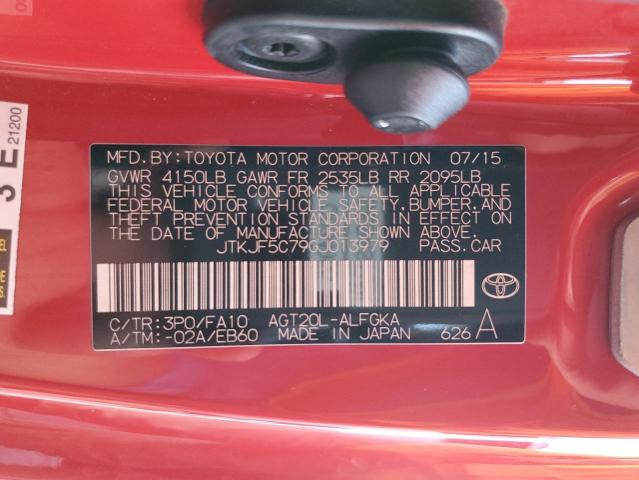 MFD. BY: TOYOTA MOTOR CORPORATION 07/15
GVWR 4150LB GAWR FR 2535LB RR 2095LB
THIS VEHICLE CONFORMS TO ALL APPLICABLE
FEDERAL MOTOR VEHICLE SAFETY, BUMPER, AND
THEFT PREVENTION STANDARDS IN EFFECT ON
THE DATE OF MANUFACTURE SHOWN ABOVE.
JTKJF5C79GJ013979 PASS. CAR
C/TR: 3P0/FA10 AGT20L-ALFGKA
A/TM: -02A/EB60 MADE IN JAPAN 626 A
3 E
21200